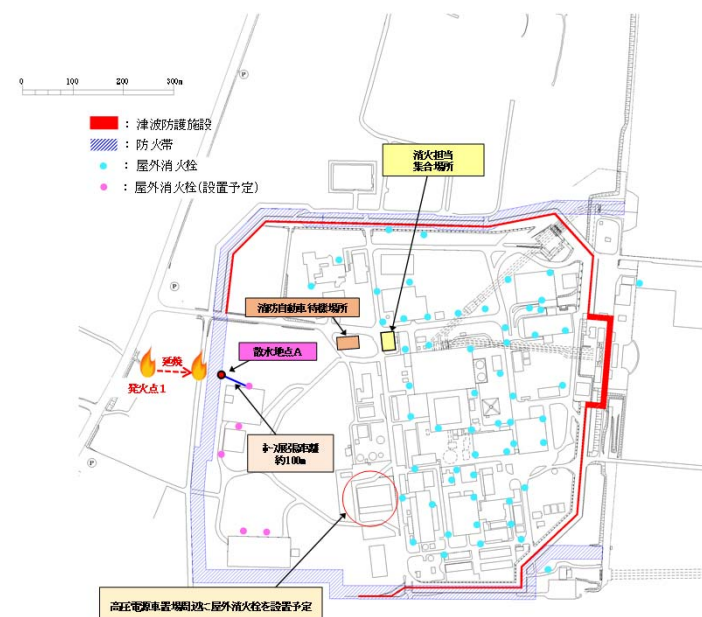 0 100 200 300m
：津波防護施設
：防火帯
：屋外消火栓
：屋外消火栓(設置予定)
消火担当
集合場所
消防自動車待機場所
散水地点A
延焼
発火点1
ホース展張距離
約100m
高圧電源車置場周辺に屋外消火栓を設置予定
P
P
P
P